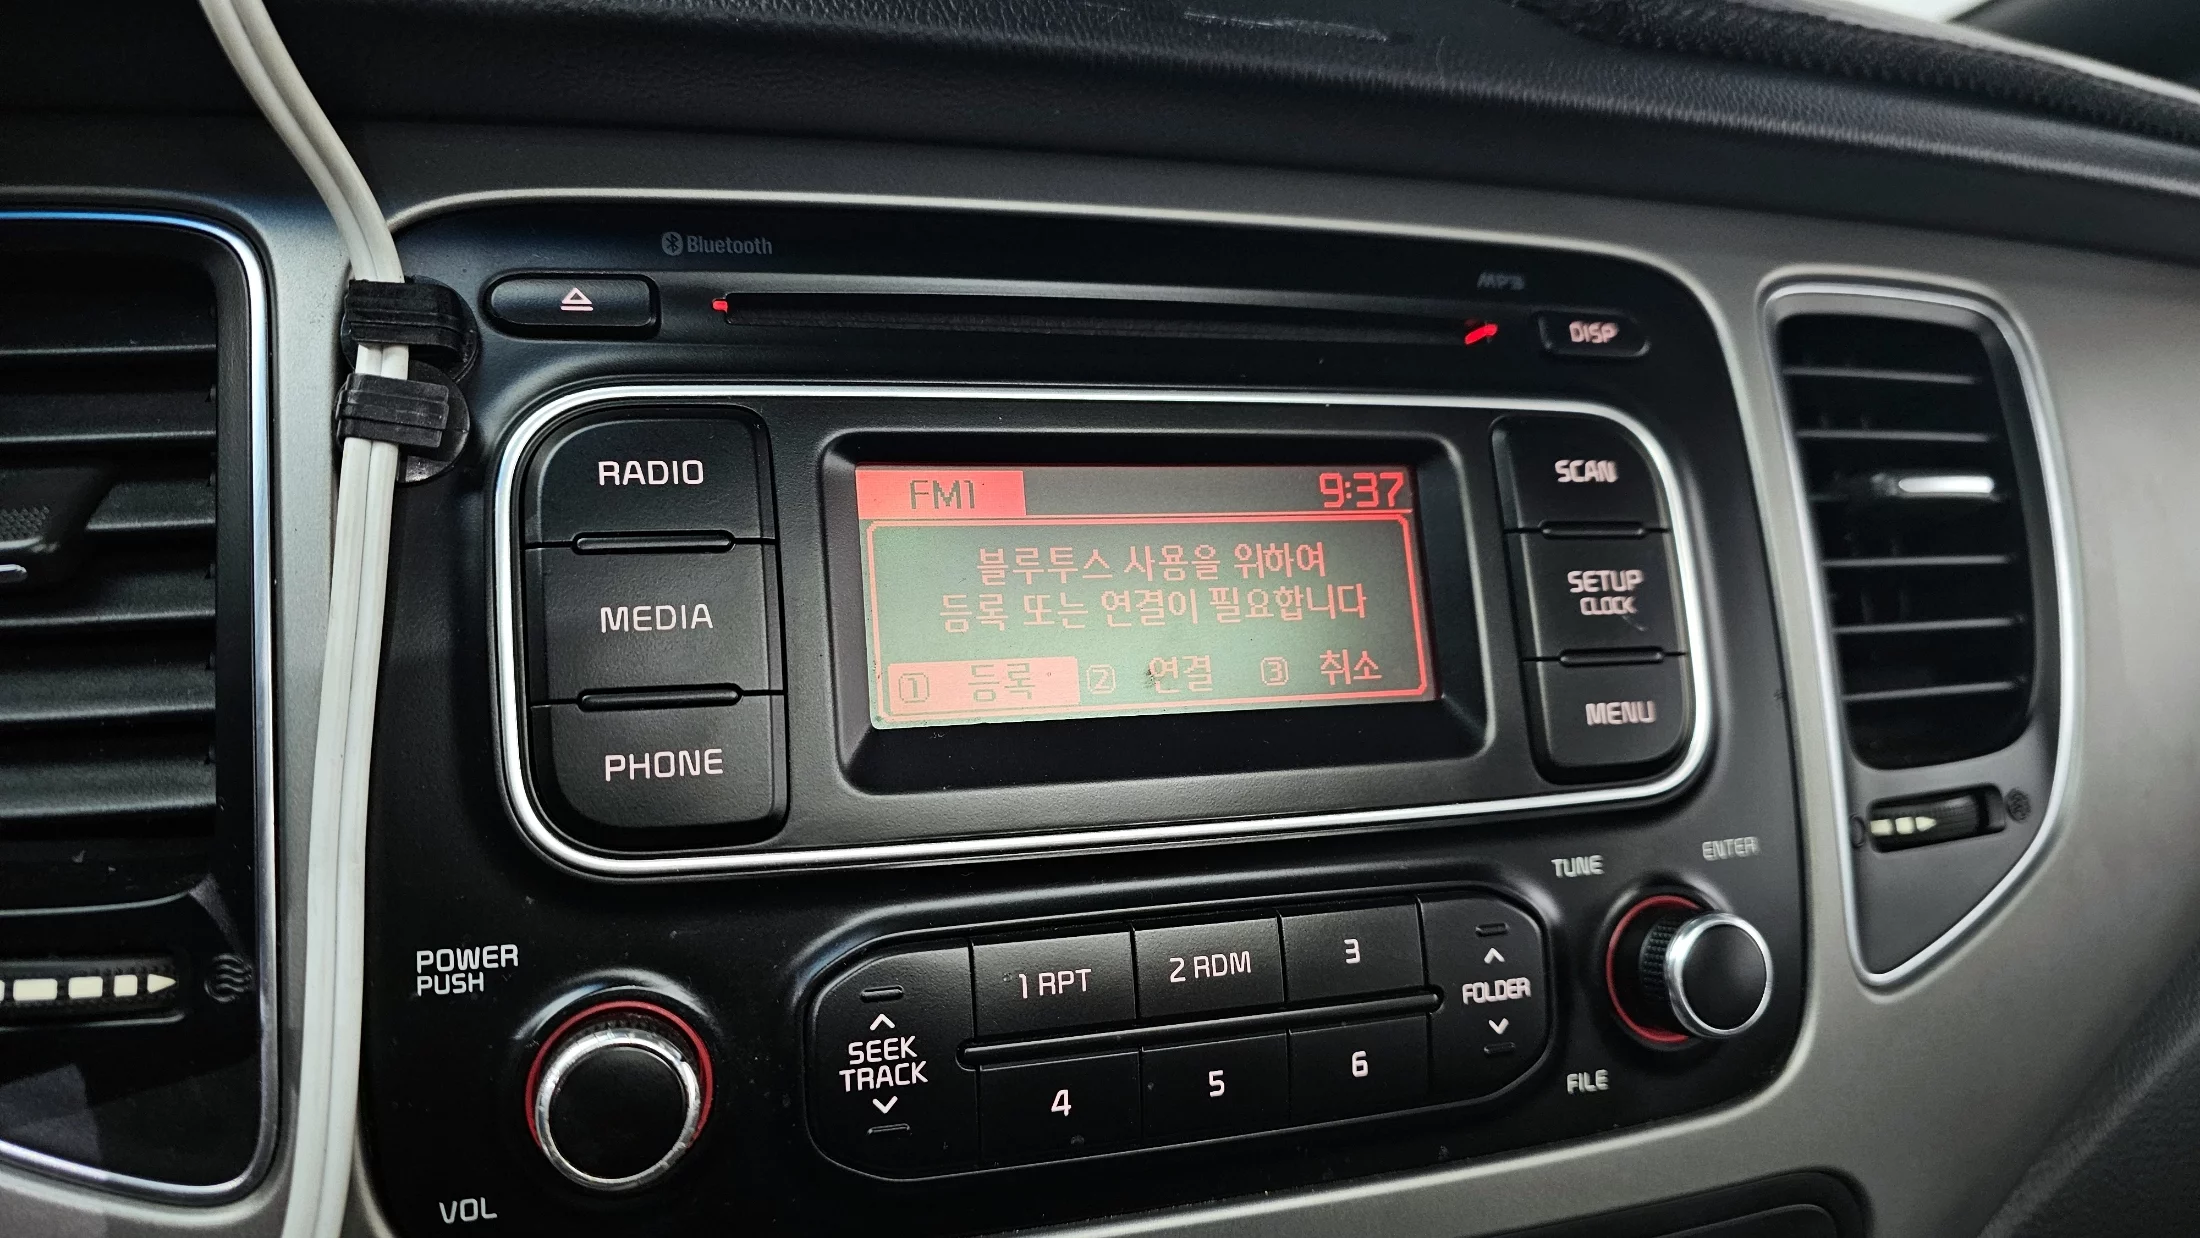 Bluetooth
MP3
DISP
RADIO
MEDIA
PHONE
FM1 9:37
블루투스 사용을 위하여
등록 또는 연결이 필요합니다
1 등록 2 연결 3 취소
SCAN
SETUP
CLOCK
MENU
POWER
PUSH
VOL
SEEK
TRACK
1 RPT
2 RDM
3
4
5
6
FOLDER
TUNE
ENTER
FILE